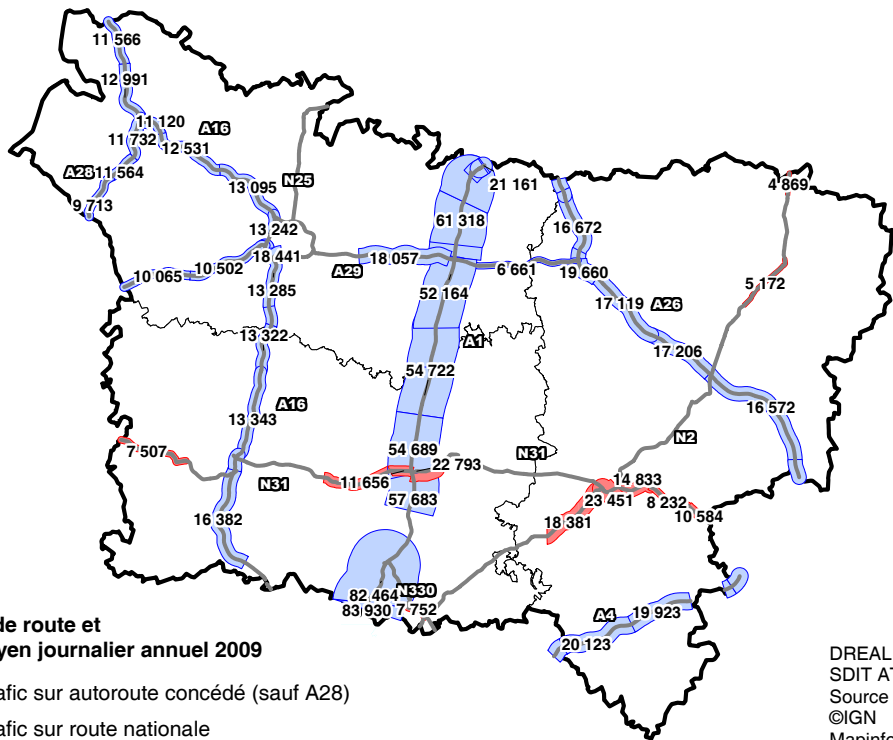 11 566
12 991
11 120
A16
11 732
12 531
A28
11 564
13 095
N25
9 713
21 161
4 869
61 318
16 672
13 242
18 441
18 057
6 661
19 660
10 065
10 502
A29
5 172
13 285
52 164
17 119
A26
13 322
A1
17 206
54 722
13 343
A16
16 572
N2
7 507
54 689
22 793
N31
N31
11 656
14 833
57 683
23 451
8 232
16 382
18 381
10 584
82 464
N330
83 930
7 752
A4
19 923
20 123
de route et
yen journalier annuel 2009
afic sur autoroute concédé (sauf A28)
afic sur route nationale
DREAL
SDIT AT
Source
©IGN
Mapinfo